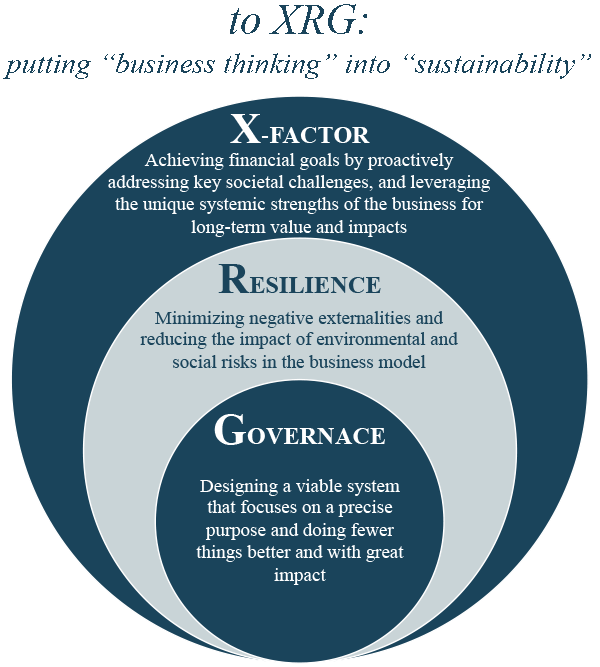 to XRG:
putting “business thinking” into “sustainability”
X-FACTOR
Achieving financial goals by proactively
addressing key societal challenges, and leveraging
the unique systemic strengths of the business for
long-term value and impacts
RESILIENCE
Minimizing negative externalities and
reducing the impact of environmental and
social risks in the business model
GOVERNACE
Designing a viable system
that focuses on a precise
purpose and doing fewer
things better and with great
impact